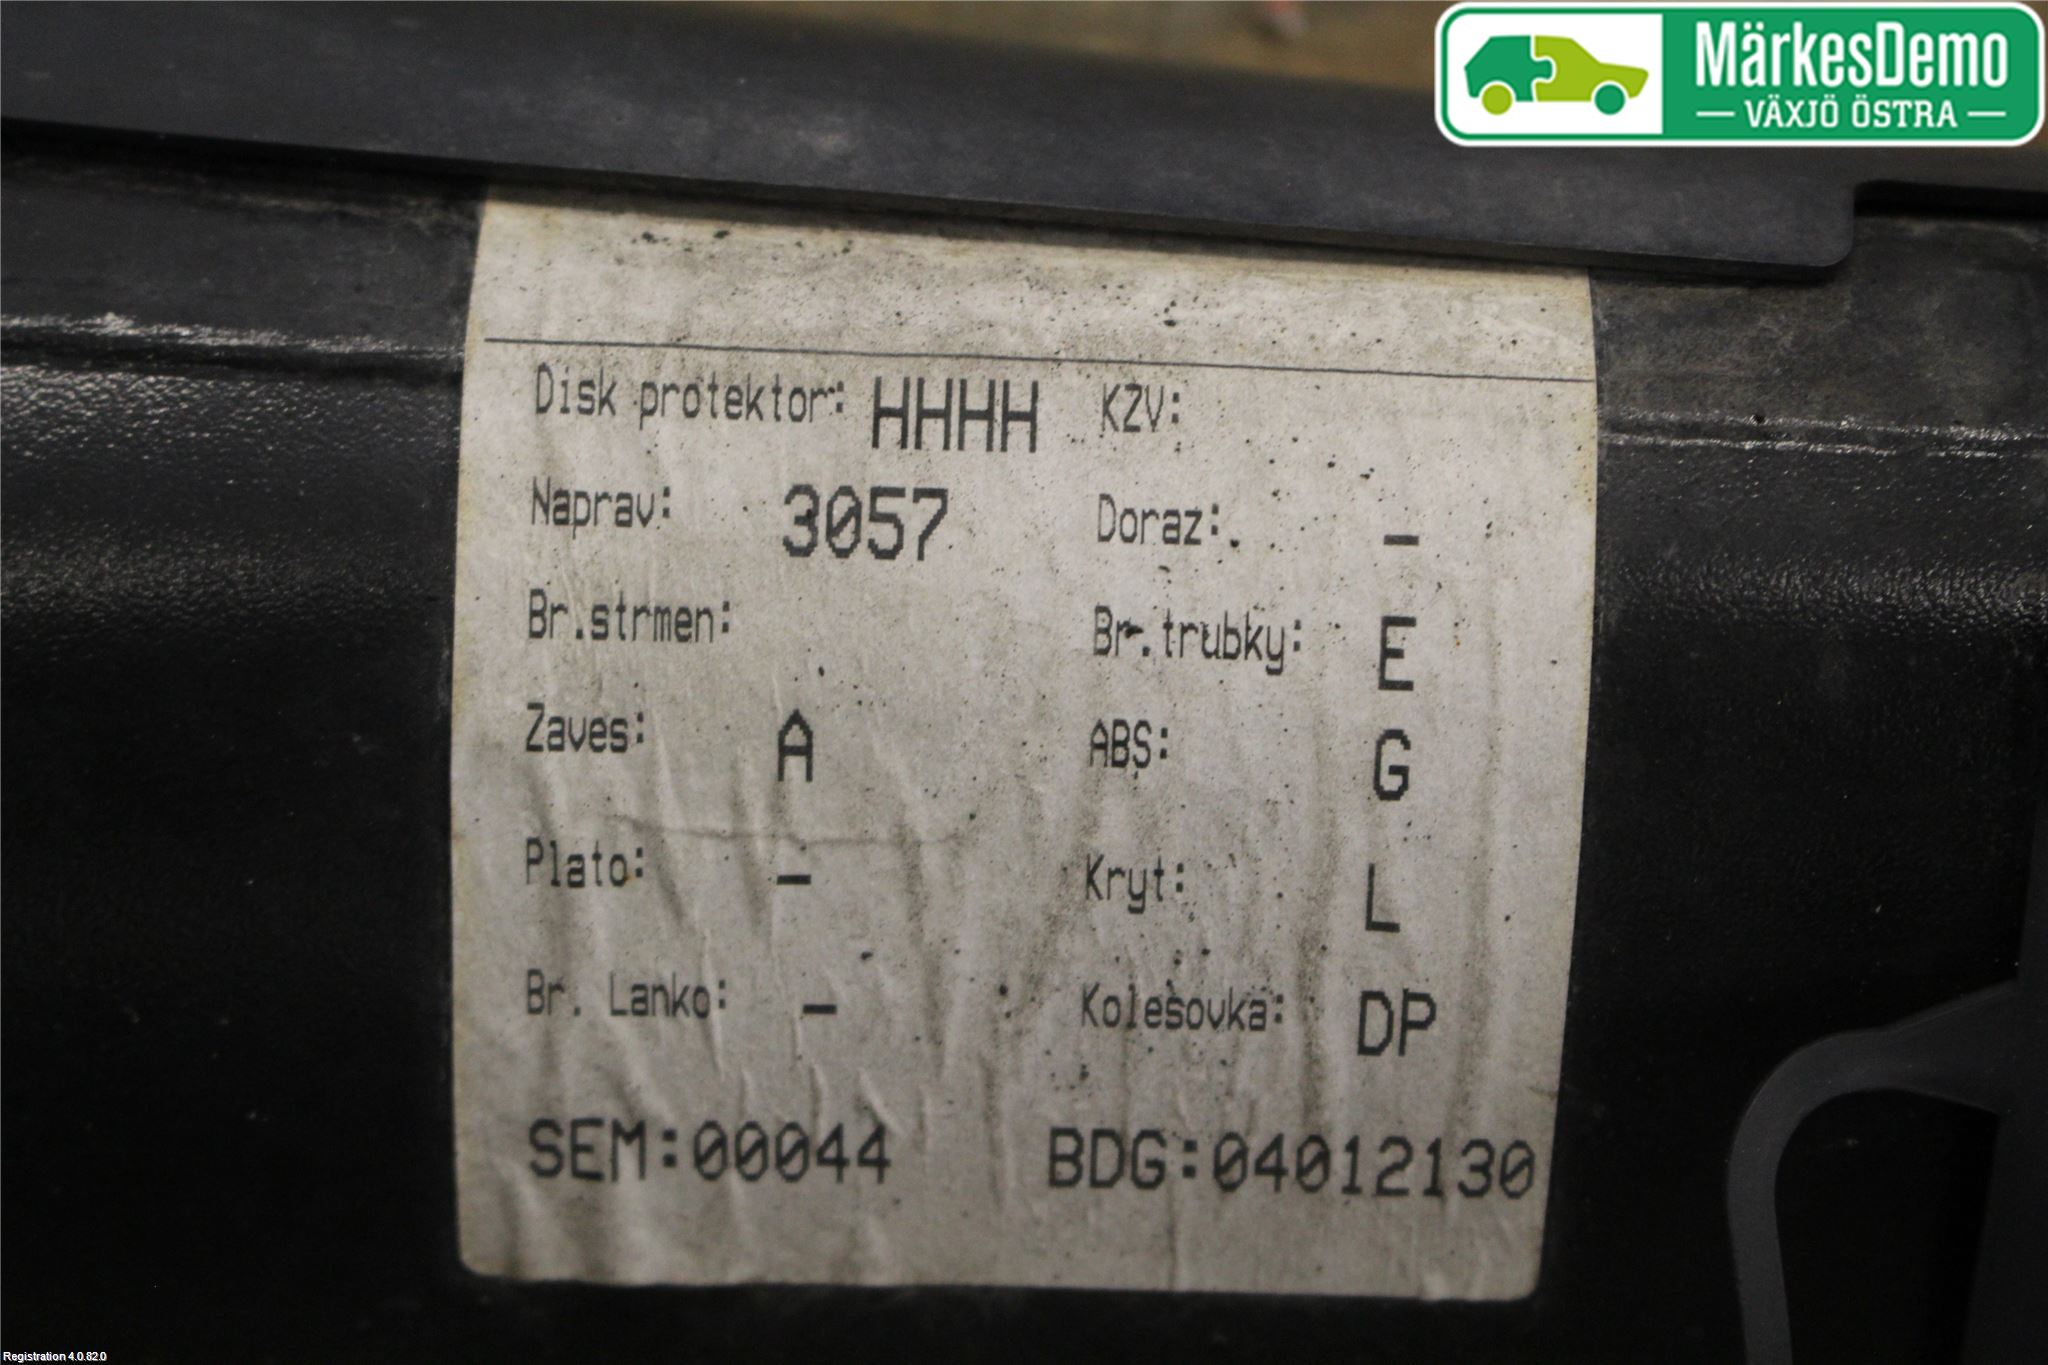 MärkesDemo
VÄXJÖ ÖSTRA
Disk protektor: HHHH KZV:
Naprav: 3057 Doraz: -
Br.strmen: Br.trubky: E
Zaves: A ABS: G
Plato: - Kryt: L
Br. Lanko: - Kolesovka: DP
SEM:00044 BDG:04012130
Registration 4.0.82.0